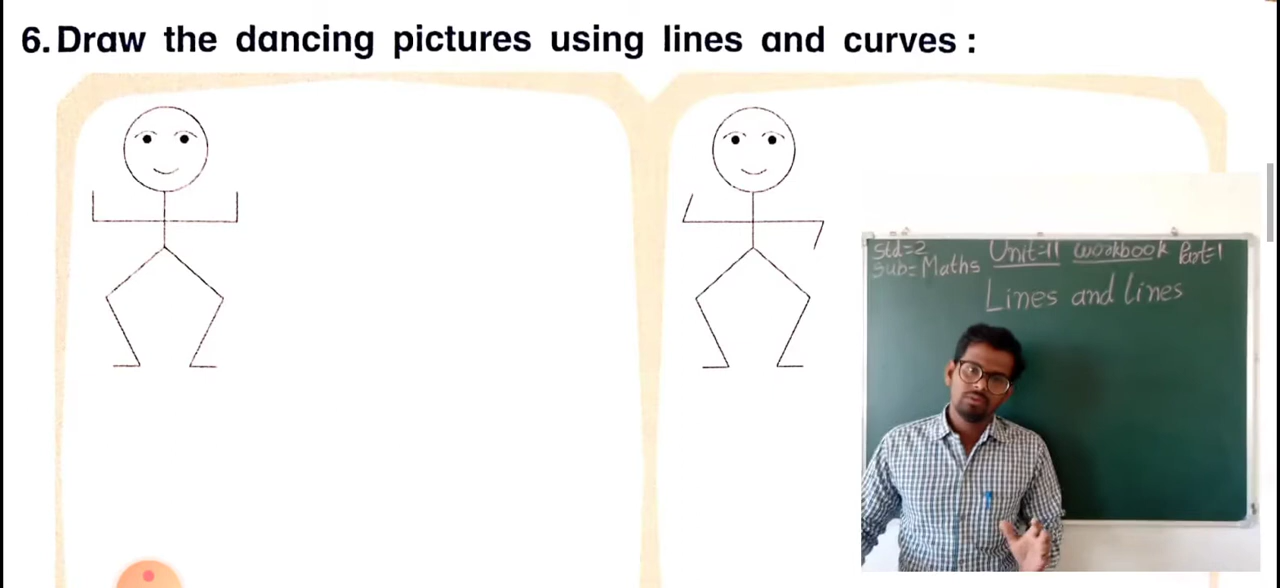 6. Draw the dancing pictures using lines and curves :
Std=2
Sub=Maths
Unit=11 Workbook Part=1
Lines and lines